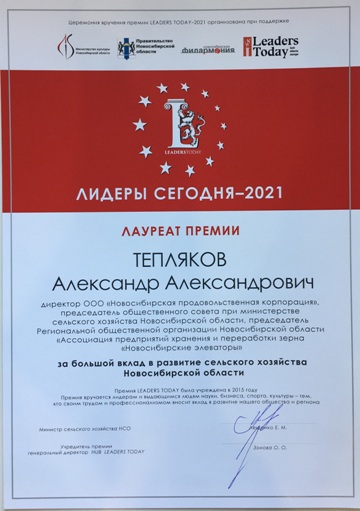 Церемония вручения премии LEADERS TODAY-2021 организована при поддержке
Министерство культуры
Новосибирской области
Правительство
Новосибирской
области
филармония
Leaders
Today
LEADERS TODAY
ЛИДЕРЫ СЕГОДНЯ–2021
ЛАУРЕАТ ПРЕМИИ
ТЕПЛЯКОВ
Александр Александрович
директор ООО «Новосибирская продовольственная корпорация»,
председатель общественного совета при министерстве
сельского хозяйства Новосибирской области, председатель
Региональной общественной организации Новосибирской области
«Ассоциация предприятий хранения и переработки зерна
«Новосибирские элеваторы»
за большой вклад в развитие сельского хозяйства
Новосибирской области
Премия LEADERS TODAY была учреждена в 2015 году
Премия вручается лидерам и выдающимся людям науки, бизнеса, спорта, культуры – тем,
кто своим трудом и профессионализмом вносит вклад в развитие нашего общества и региона
Министр сельского хозяйства НСО
Е. М.
Учредитель премии
генеральный директор HUB LEADERS TODAY
О. О.